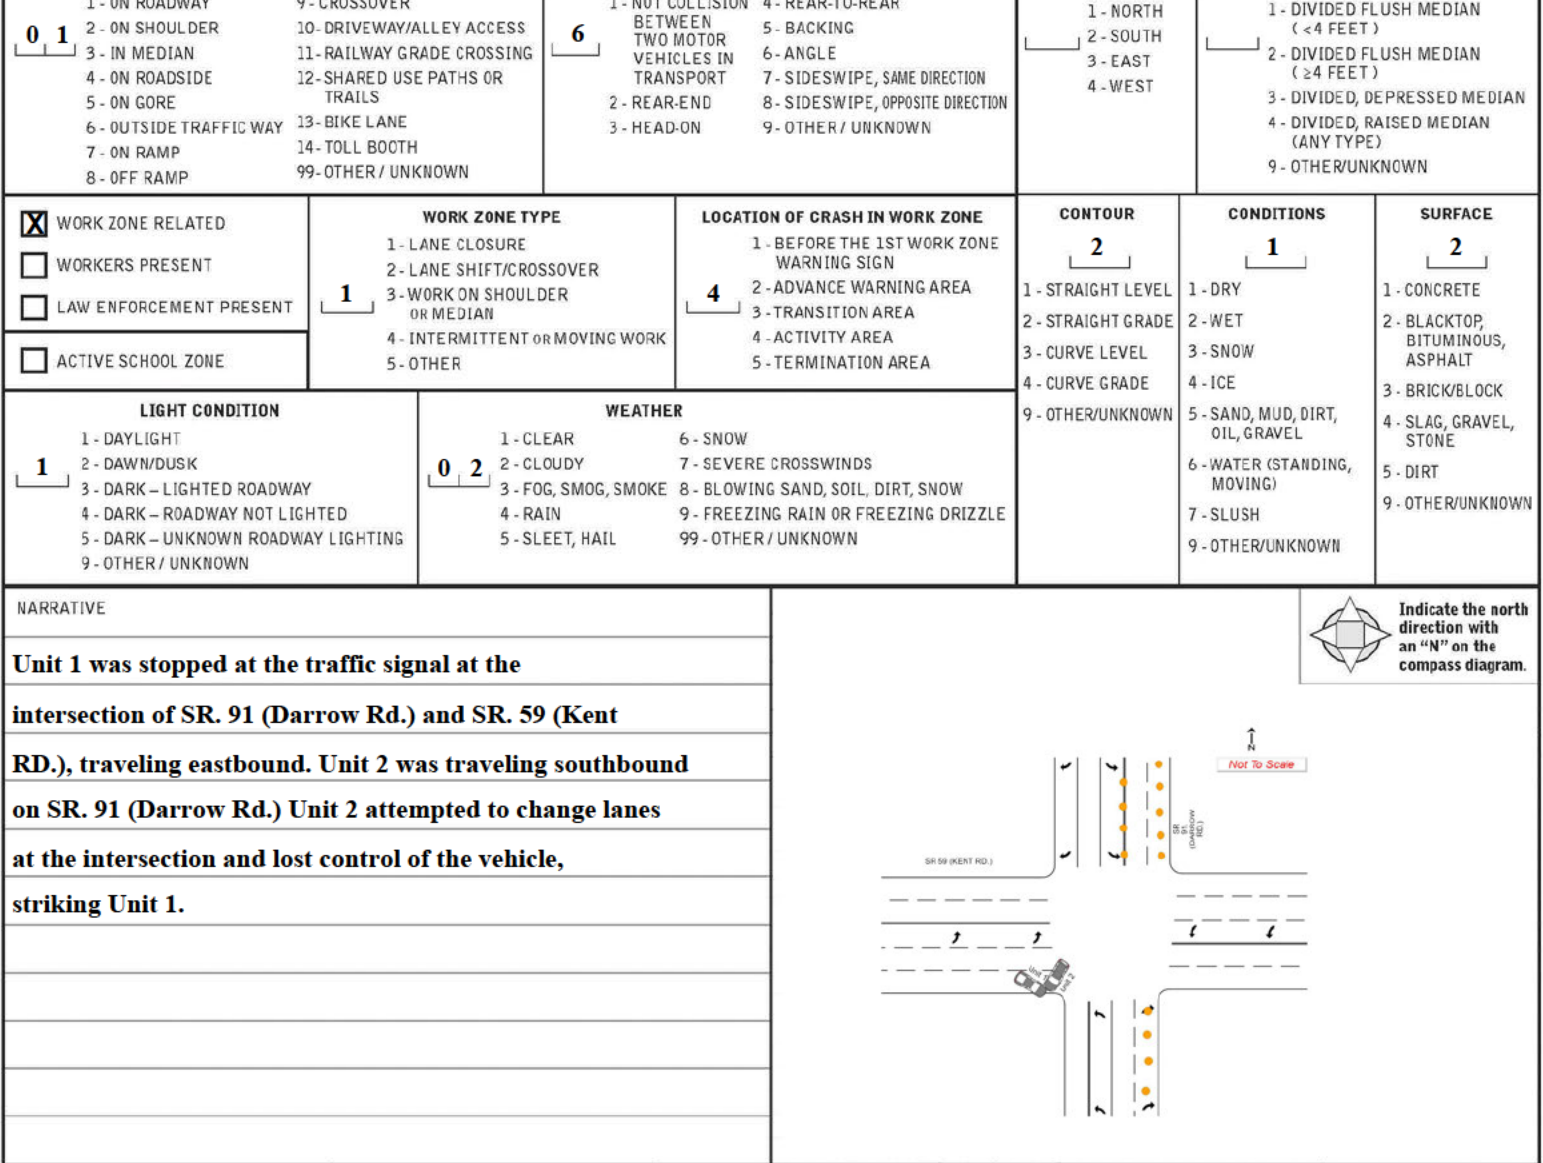 1 - ON ROADWAY
2 - ON SHOULDER
3 - IN MEDIAN
4 - ON ROADSIDE
5 - ON GORE
6 - OUTSIDE TRAFFIC WAY
7 - ON RAMP
8 - OFF RAMP
0 1
9 - CROSSOVER
10 - DRIVEWAY/ALLEY ACCESS
11 - RAILWAY GRADE CROSSING
12 - SHARED USE PATHS OR
TRAILS
13 - BIKE LANE
14 - TOLL BOOTH
99 - OTHER / UNKNOWN
6
1 - NOT COLLISION
BETWEEN
TWO MOTOR
VEHICLES IN
TRANSPORT
2 - REAR-END
3 - HEAD-ON
4 - REAR-TO-REAR
5 - BACKING
6 - ANGLE
7 - SIDESWIPE, SAME DIRECTION
8 - SIDESWIPE, OPPOSITE DIRECTION
9 - OTHER / UNKNOWN
1 - NORTH
2 - SOUTH
3 - EAST
4 - WEST
1 - DIVIDED FLUSH MEDIAN
( <4 FEET )
2 - DIVIDED FLUSH MEDIAN
( ≥4 FEET )
3 - DIVIDED, DEPRESSED MEDIAN
4 - DIVIDED, RAISED MEDIAN
(ANY TYPE)
9 - OTHER/UNKNOWN
X WORK ZONE RELATED
WORKERS PRESENT
LAW ENFORCEMENT PRESENT
ACTIVE SCHOOL ZONE
WORK ZONE TYPE
1
1 - LANE CLOSURE
2 - LANE SHIFT/CROSSOVER
3 - WORK ON SHOULDER
OR MEDIAN
4 - INTERMITTENT OR MOVING WORK
5 - OTHER
LOCATION OF CRASH IN WORK ZONE
4
1 - BEFORE THE 1ST WORK ZONE
WARNING SIGN
2 - ADVANCE WARNING AREA
3 - TRANSITION AREA
4 - ACTIVITY AREA
5 - TERMINATION AREA
CONTOUR
2
1 - STRAIGHT LEVEL
2 - STRAIGHT GRADE
3 - CURVE LEVEL
4 - CURVE GRADE
9 - OTHER/UNKNOWN
CONDITIONS
1
1 - DRY
2 - WET
3 - SNOW
4 - ICE
5 - SAND, MUD, DIRT,
OIL, GRAVEL
6 - WATER (STANDING,
MOVING)
7 - SLUSH
9 - OTHER/UNKNOWN
SURFACE
2
1 - CONCRETE
2 - BLACKTOP,
BITUMINOUS,
ASPHALT
3 - BRICK/BLOCK
4 - SLAG, GRAVEL,
STONE
5 - DIRT
9 - OTHER/UNKNOWN
LIGHT CONDITION
1
1 - DAYLIGHT
2 - DAWN/DUSK
3 - DARK – LIGHTED ROADWAY
4 - DARK – ROADWAY NOT LIGHTED
5 - DARK – UNKNOWN ROADWAY LIGHTING
9 - OTHER / UNKNOWN
WEATHER
0 2
1 - CLEAR
2 - CLOUDY
3 - FOG, SMOG, SMOKE
4 - RAIN
5 - SLEET, HAIL
6 - SNOW
7 - SEVERE CROSSWINDS
8 - BLOWING SAND, SOIL, DIRT, SNOW
9 - FREEZING RAIN OR FREEZING DRIZZLE
99 - OTHER / UNKNOWN
NARRATIVE
Unit 1 was stopped at the traffic signal at the
intersection of SR. 91 (Darrow Rd.) and SR. 59 (Kent
RD.), traveling eastbound. Unit 2 was traveling southbound
on SR. 91 (Darrow Rd.) Unit 2 attempted to change lanes
at the intersection and lost control of the vehicle,
striking Unit 1.
Indicate the north
direction with
an “N” on the
compass diagram.
N
Not To Scale
SR 91 (DARROW RD.)
SR 59 (KENT RD.)
Unit
Unit 2